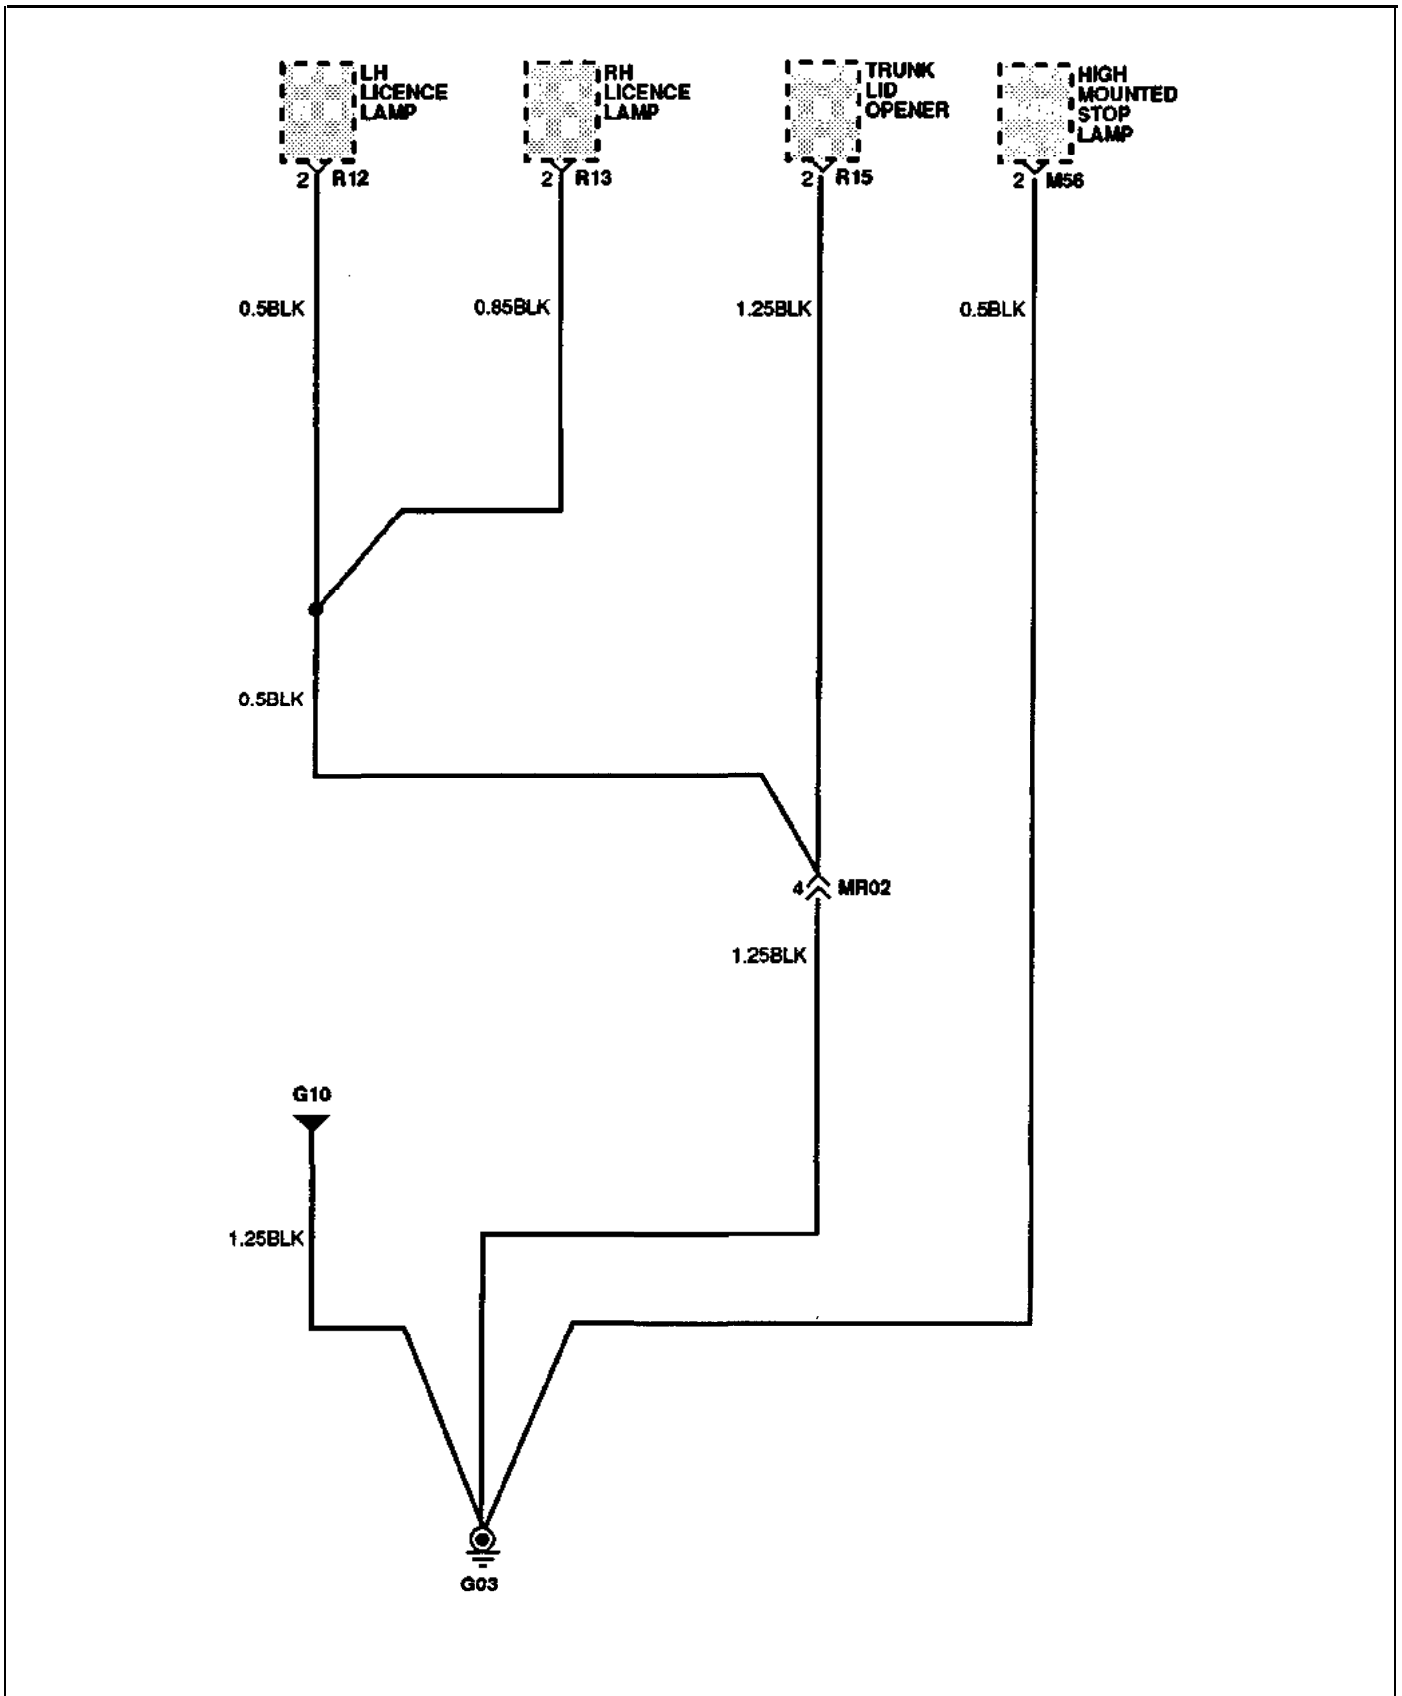 LH
LICENCE
LAMP
RH
LICENCE
LAMP
TRUNK
LID
OPENER
HIGH
MOUNTED
STOP
LAMP
2 R12
2 R13
2 R15
2 M56
0.5BLK
0.85BLK
1.25BLK
0.5BLK
0.5BLK
4 MR02
1.25BLK
G10
1.25BLK
G03